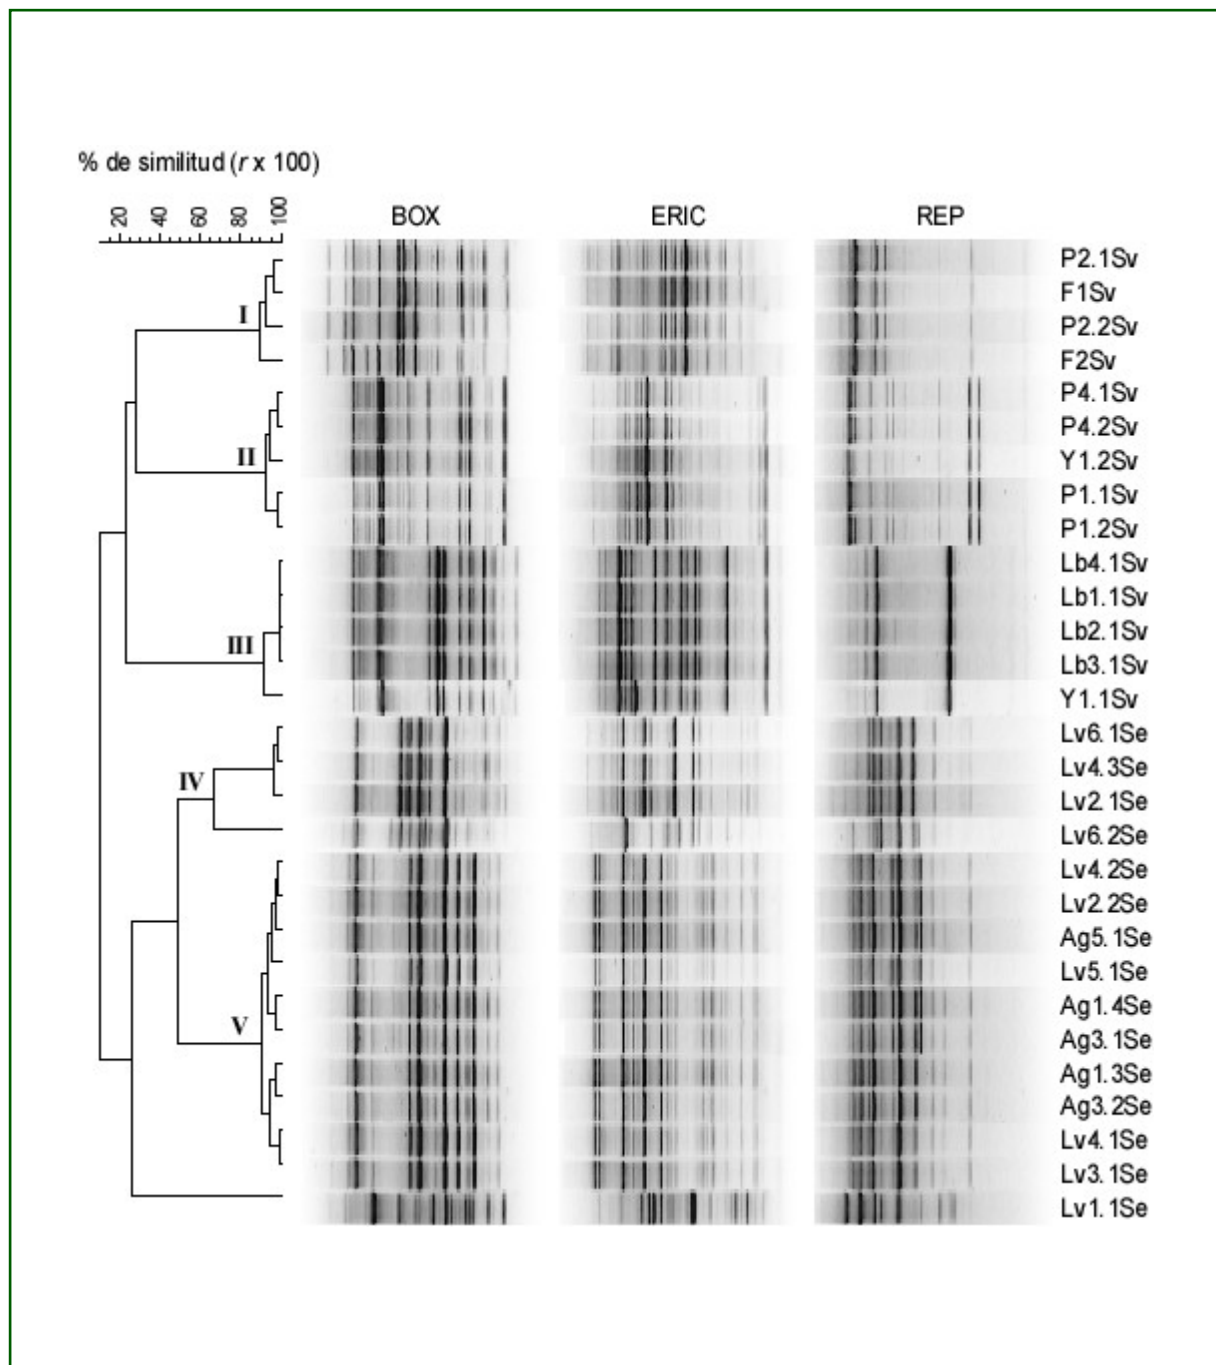 % de similitud (r x 100)
20 40 60 80 100
BOX ERIC REP
P2.1Sv
F1Sv
I P2.2Sv
F2Sv
P4.1Sv
P4.2Sv
II Y1.2Sv
P1.1Sv
P1.2Sv
Lb4.1Sv
Lb1.1Sv
Lb2.1Sv
III Lb3.1Sv
Y1.1Sv
Lv6.1Se
Lv4.3Se
IV Lv2.1Se
Lv6.2Se
Lv4.2Se
Lv2.2Se
Ag5.1Se
Lv5.1Se
Ag1.4Se
V Ag3.1Se
Ag1.3Se
Ag3.2Se
Lv4.1Se
Lv3.1Se
Lv1.1Se